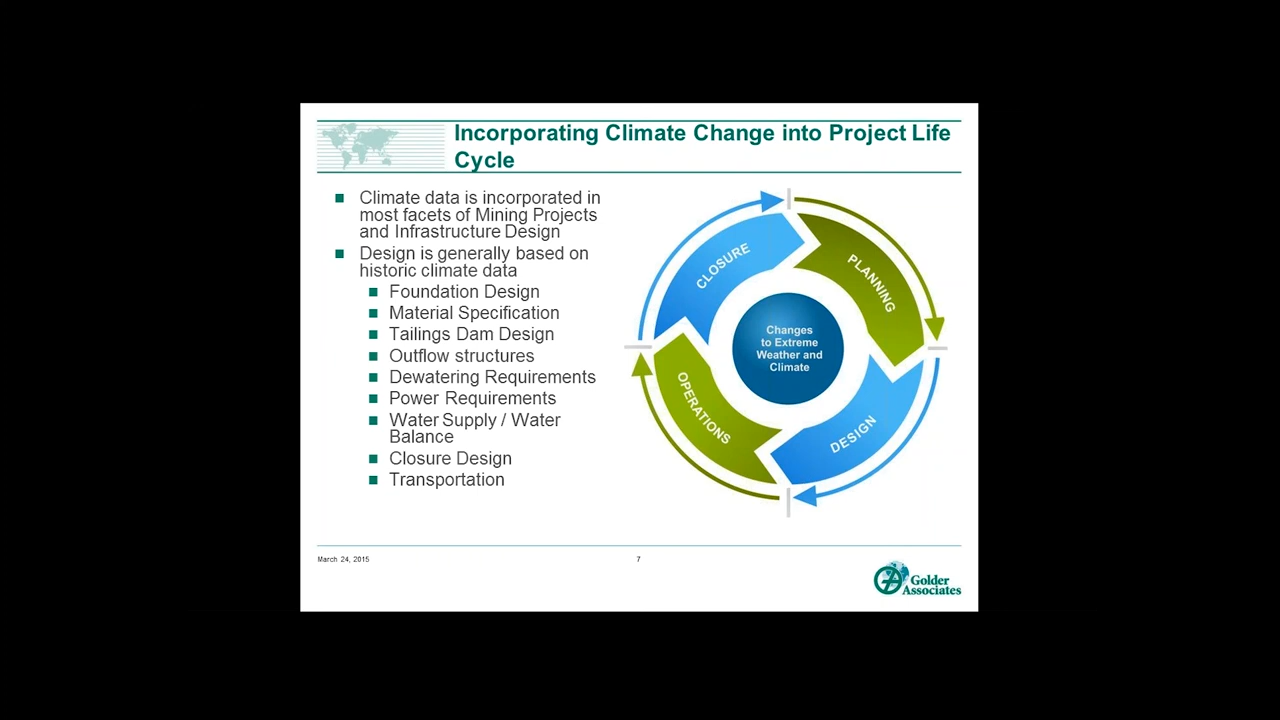 Incorporating Climate Change into Project Life
Cycle
Climate data is incorporated in
most facets of Mining Projects
and Infrastructure Design
Design is generally based on
historic climate data
Foundation Design
Material Specification
Tailings Dam Design
Outflow structures
Dewatering Requirements
Power Requirements
Water Supply / Water
Balance
Closure Design
Transportation
CLOSURE
PLANNING
Changes
to Extreme
Weather and
Climate
OPERATIONS
DESIGN
March 24, 2015
7
Golder
Associates